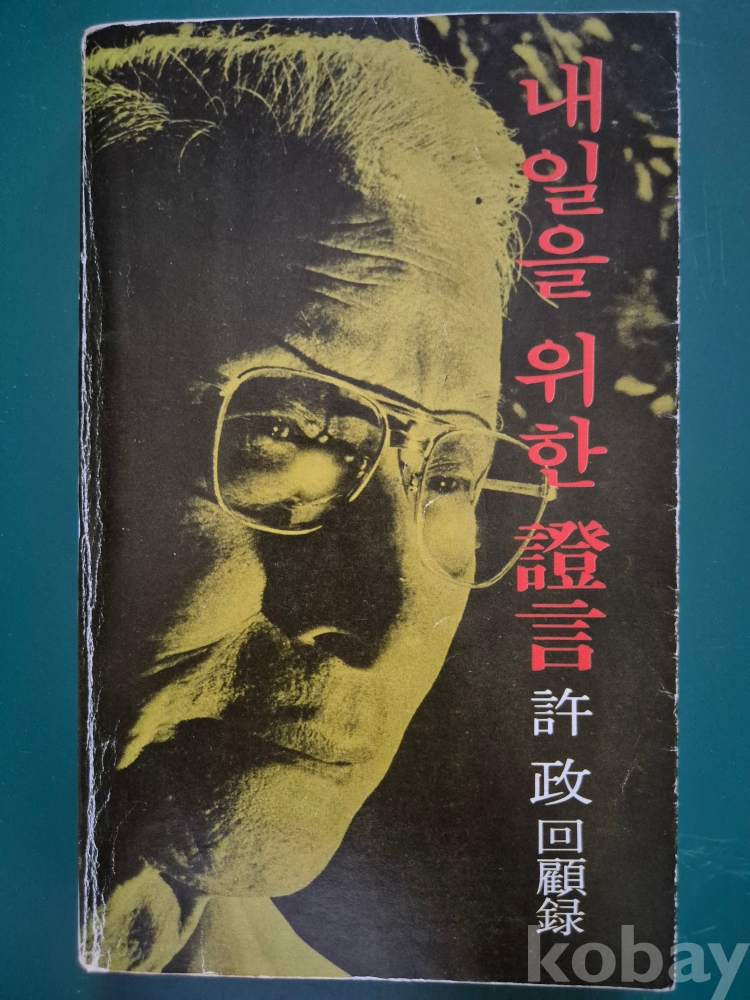 내일을 위한 證言
許政 回顧録
kobay